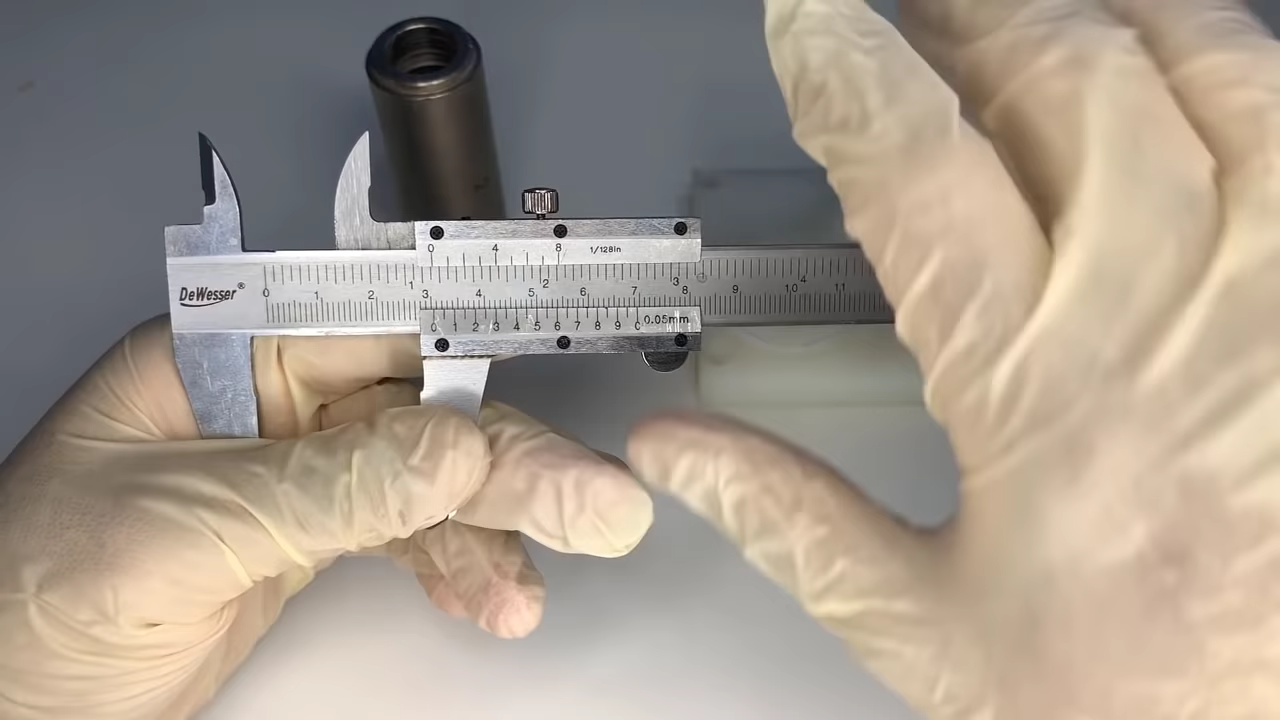 0 4 8 1/128in
1 2 3
DeWesser®
0 1 2 3 4 5 6 7 8 9 10 11
0 1 2 3 4 5 6 7 8 9 0 0.05mm